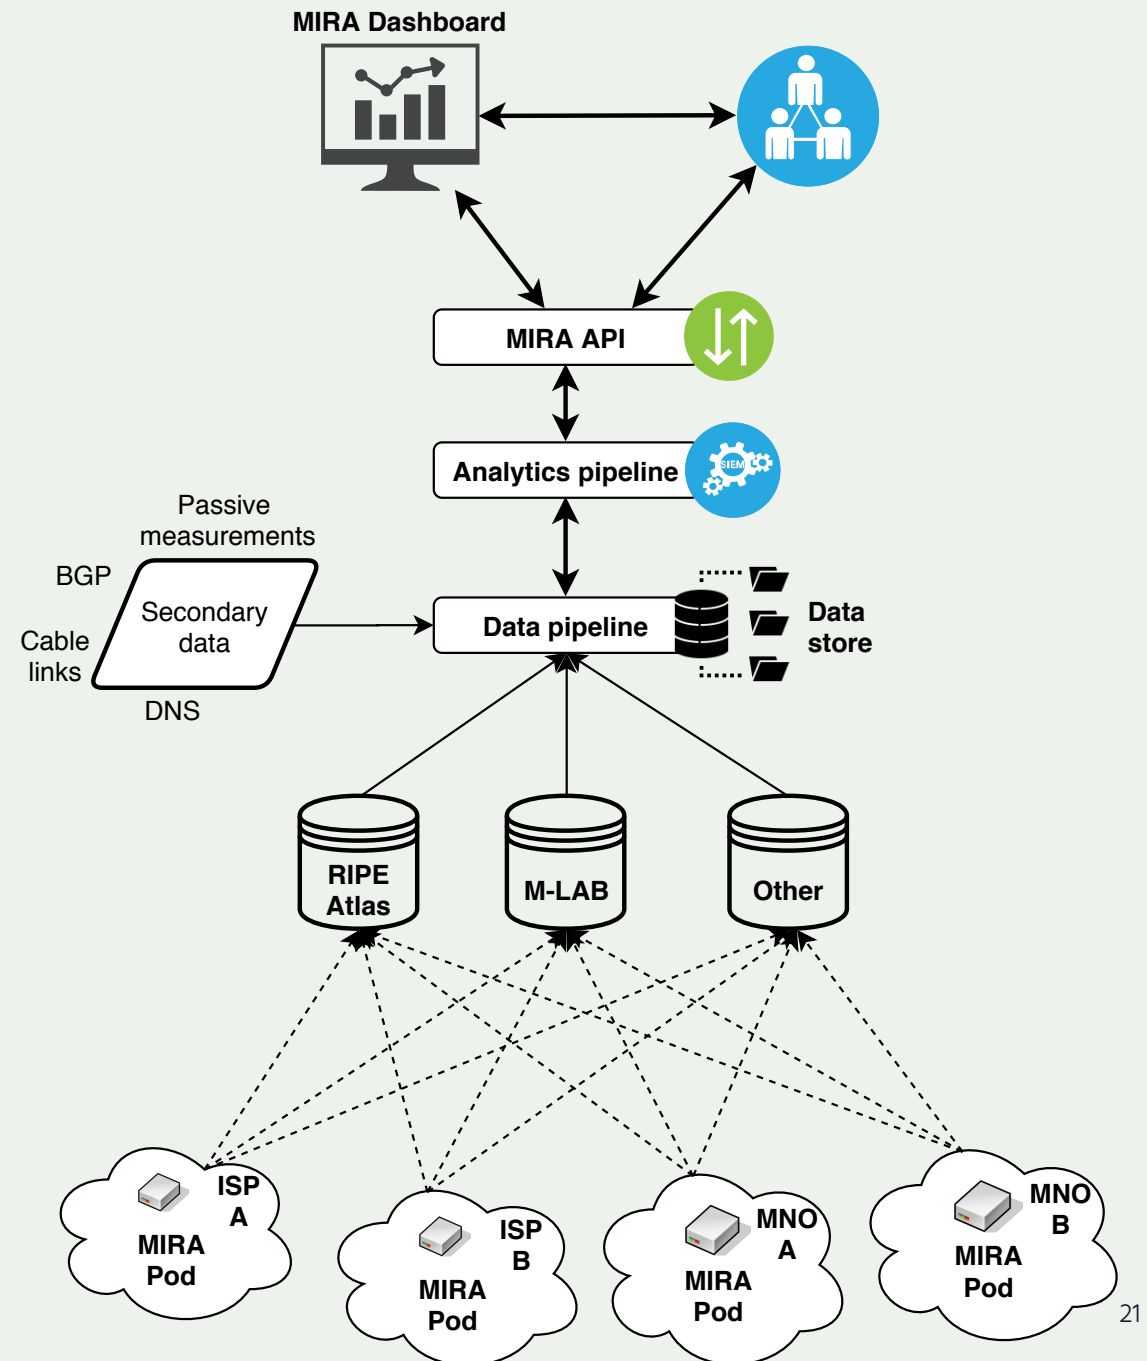 MIRA Dashboard
MIRA API
Analytics pipeline
SIEM
Passive
measurements
BGP
Secondary
data
Cable
links
DNS
Data pipeline
Data
store
RIPE
Atlas
M-LAB
Other
ISP
A
MIRA
Pod
ISP
B
MIRA
Pod
MNO
A
MIRA
Pod
MNO
B
MIRA
Pod
21